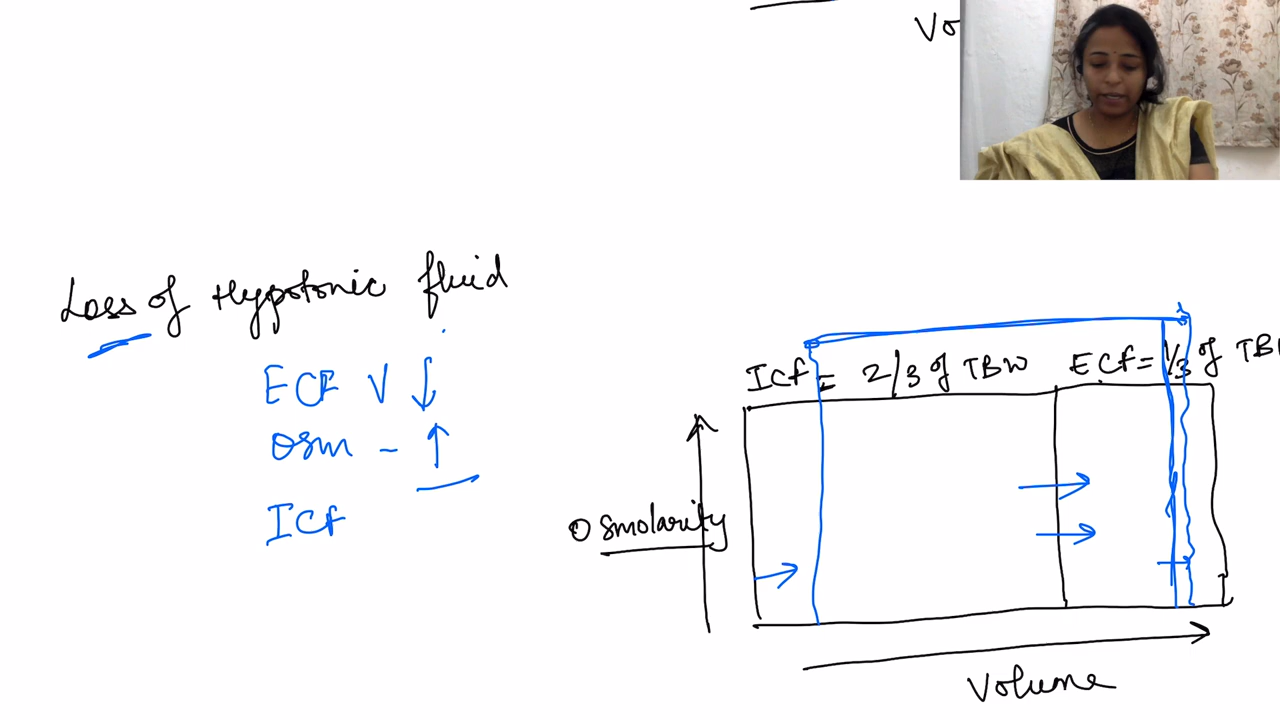 Vo
Loss of Hypotonic fluid
ECF V ↓
Osm - ↑
ICf
ICf = 2/3 of TBW
ECf = 1/3 of TB
Osmolarity
Volume